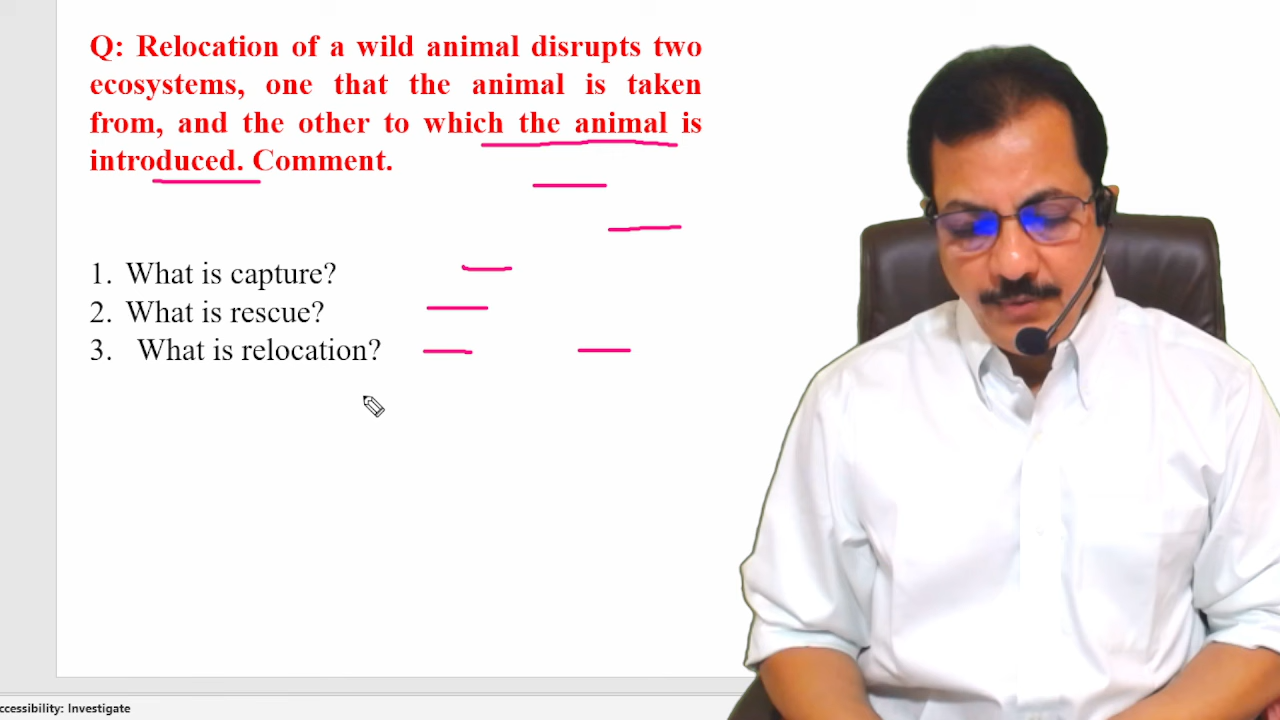 Q: Relocation of a wild animal disrupts two
ecosystems, one that the animal is taken
from, and the other to which the animal is
introduced. Comment.
1. What is capture?
2. What is rescue?
3. What is relocation?
ccessibility: Investigate